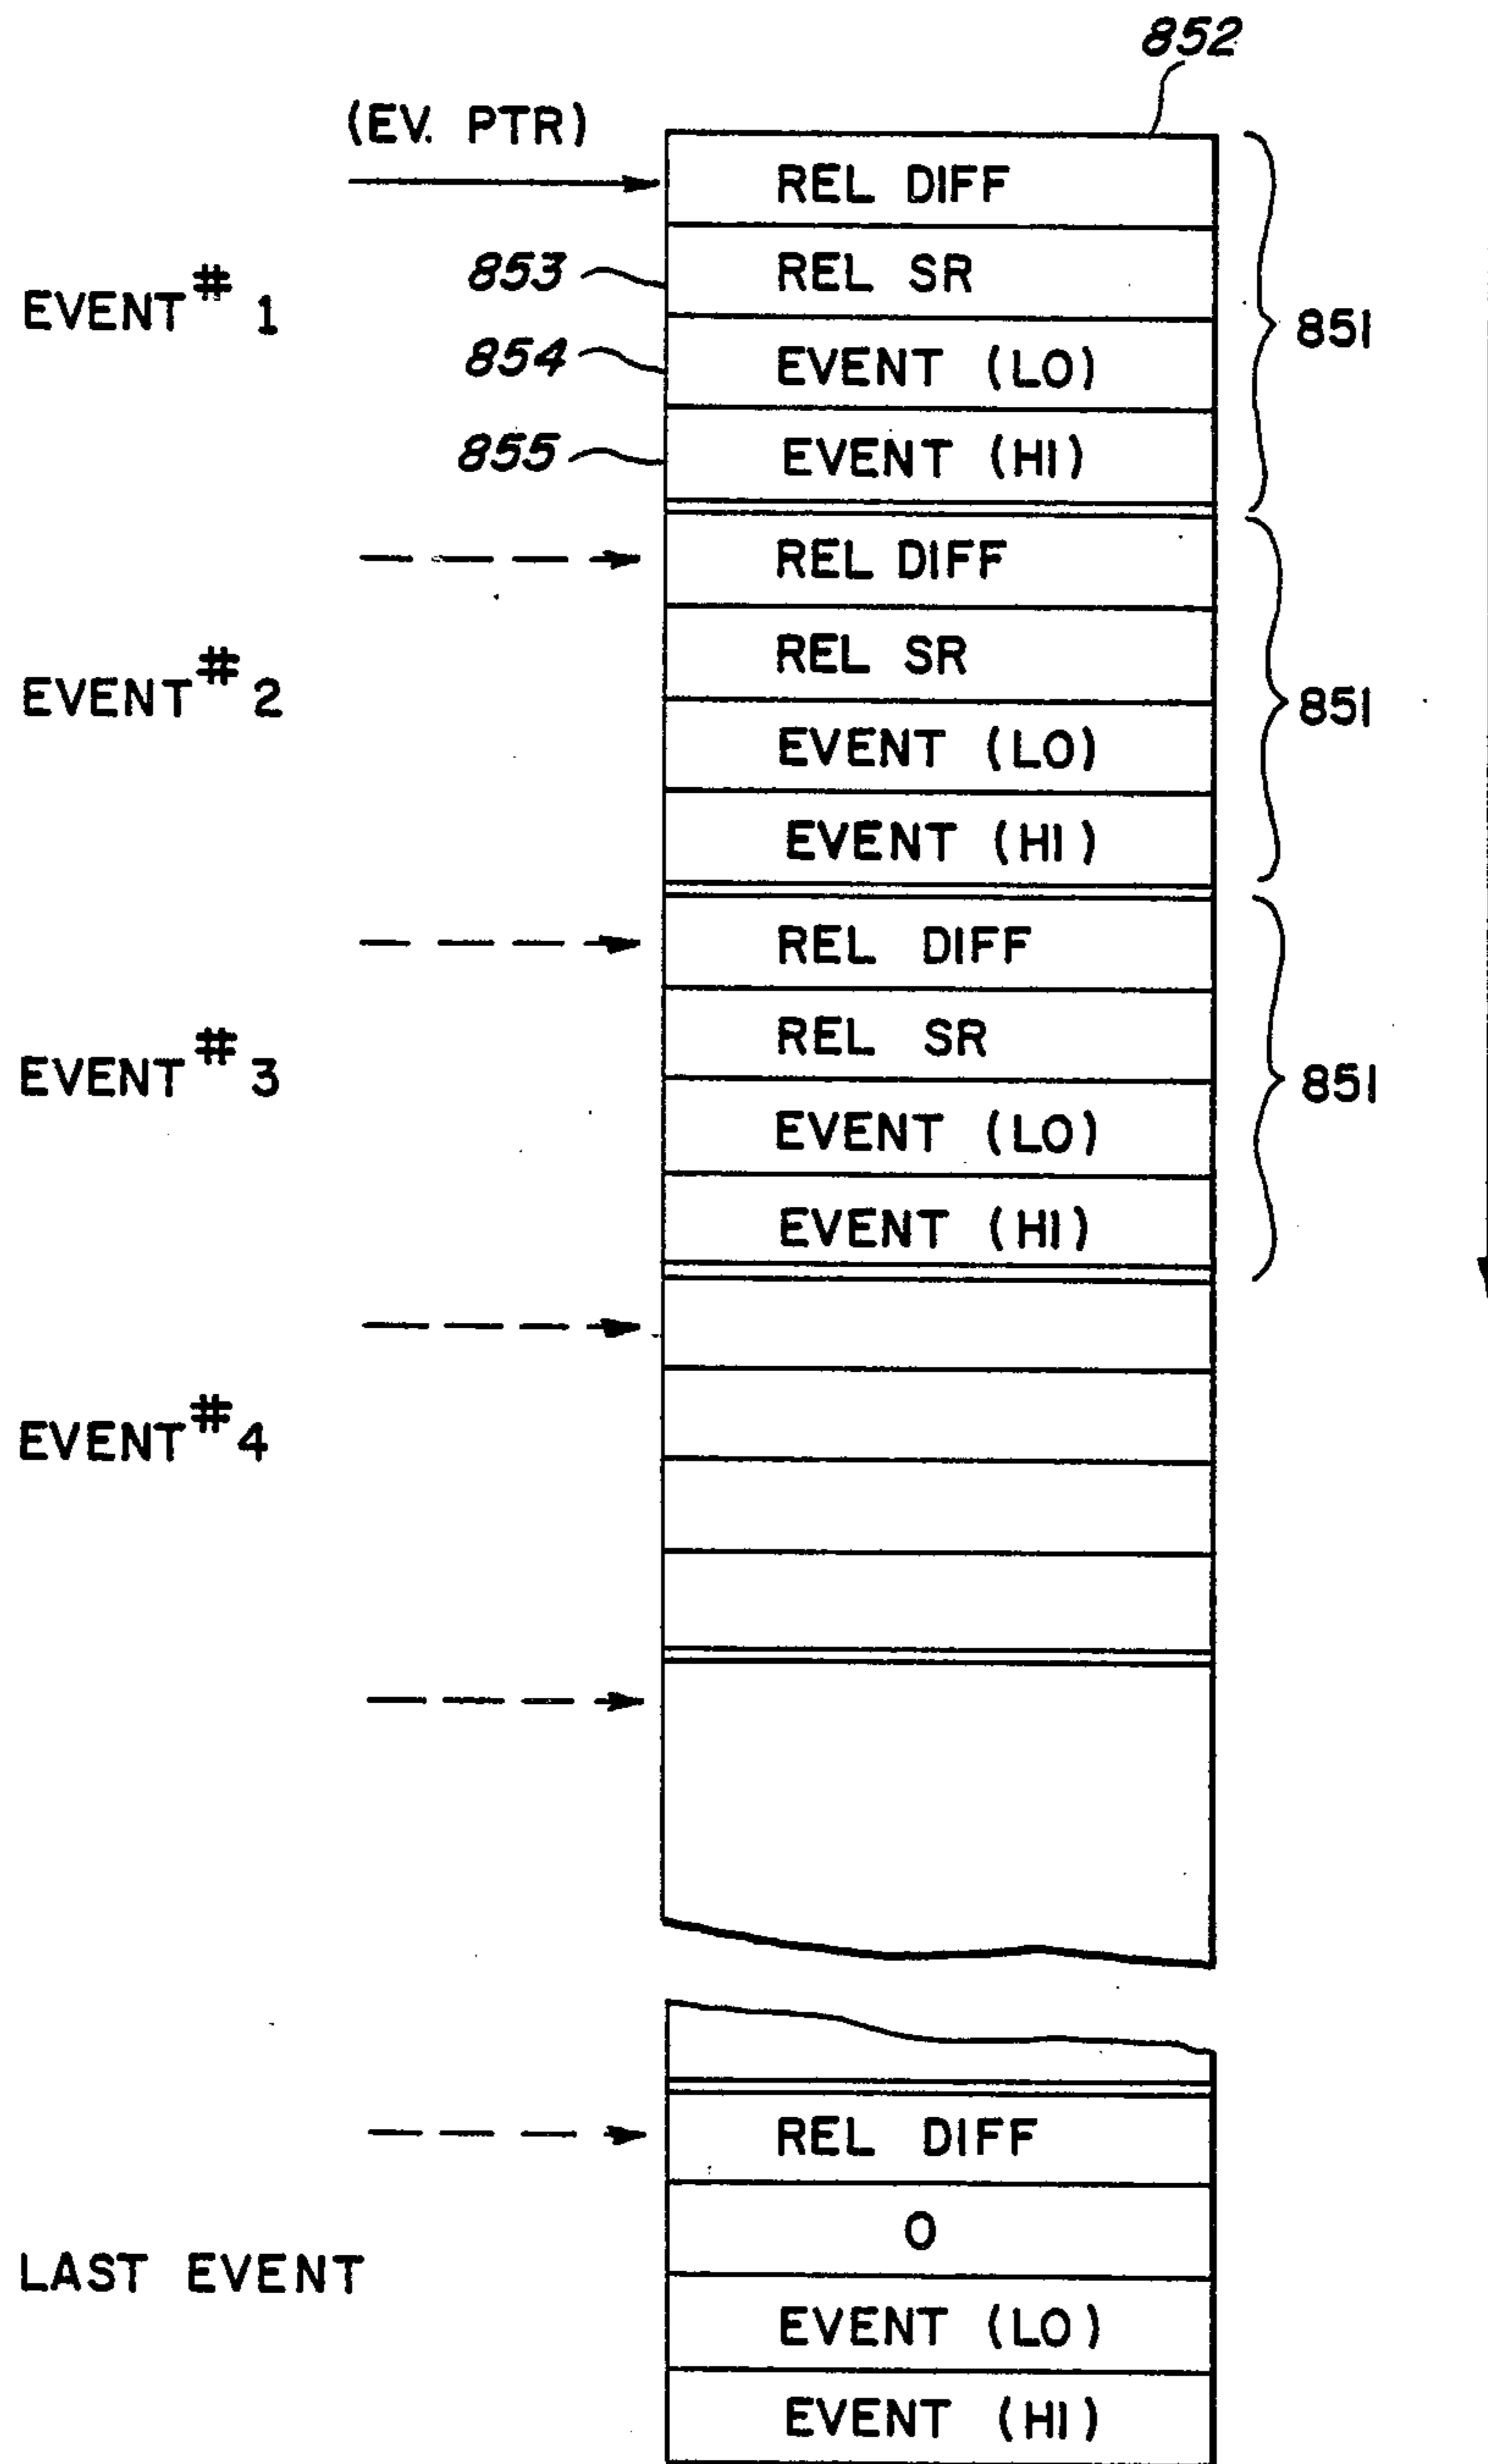 852
(EV. PTR)
REL DIFF
EVENT # 1
853
REL SR
851
854
EVENT (LO)
855
EVENT (HI)
REL DIFF
EVENT # 2
REL SR
851
EVENT (LO)
EVENT (HI)
REL DIFF
EVENT # 3
REL SR
851
EVENT (LO)
EVENT (HI)
EVENT # 4
REL DIFF
0
LAST EVENT
EVENT (LO)
EVENT (HI)